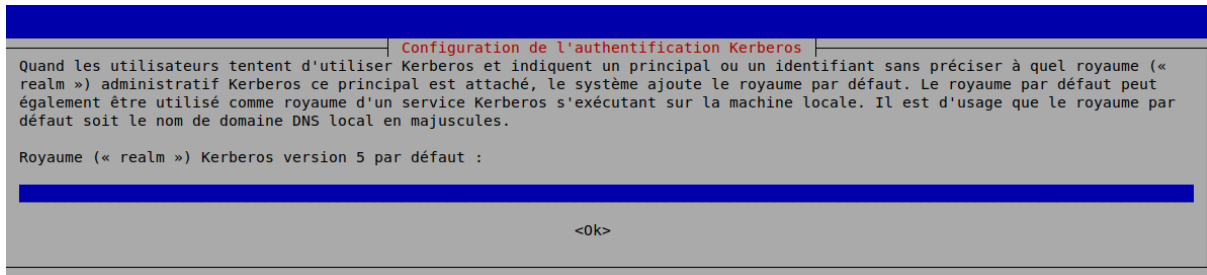 Configuration de l'authentification Kerberos
Quand les utilisateurs tentent d'utiliser Kerberos et indiquent un principal ou un identifiant sans préciser à quel royaume («
realm ») administratif Kerberos ce principal est attaché, le système ajoute le royaume par défaut. Le royaume par défaut peut
également être utilisé comme royaume d'un service Kerberos s'exécutant sur la machine locale. Il est d'usage que le royaume par
défaut soit le nom de domaine DNS local en majuscules.
Royaume (« realm ») Kerberos version 5 par défaut :
<Ok>